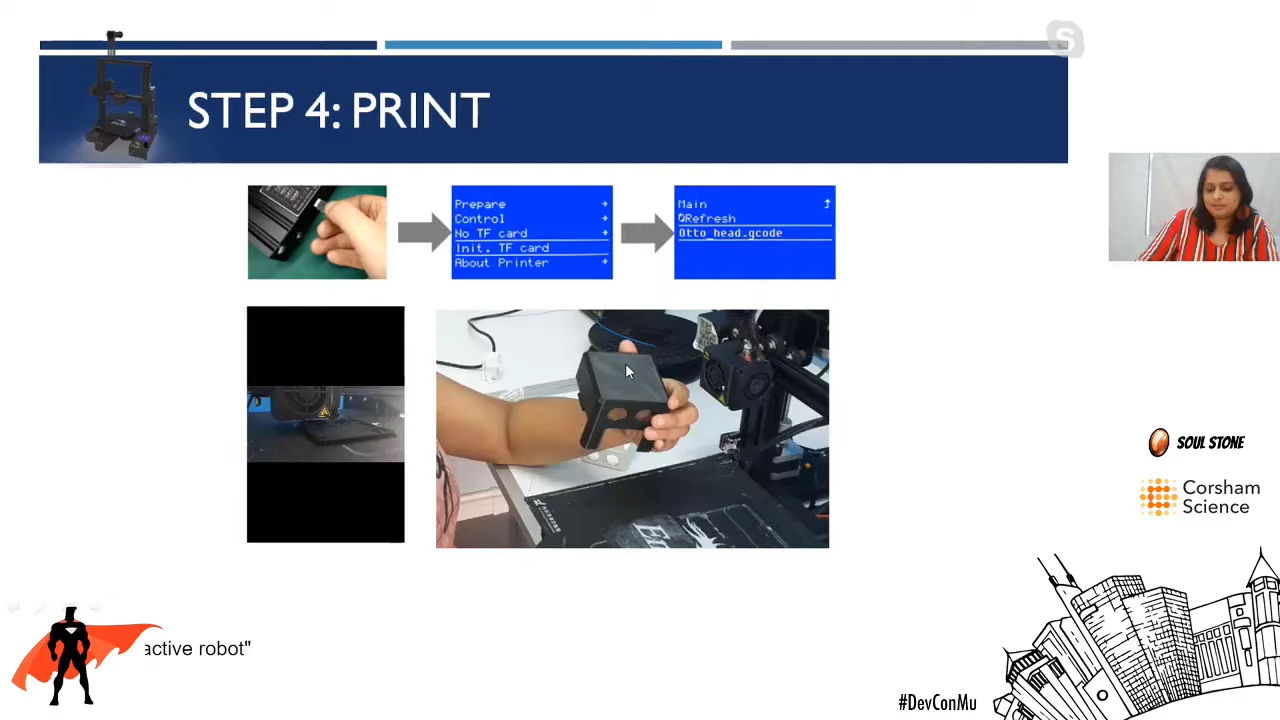 STEP 4: PRINT
Prepare
Control
No TF card
Init. TF card
About Printer
Main
Refresh
Otto_head.gcode
SOUL STONE
Corsham
Science
active robot"
#DevConMu